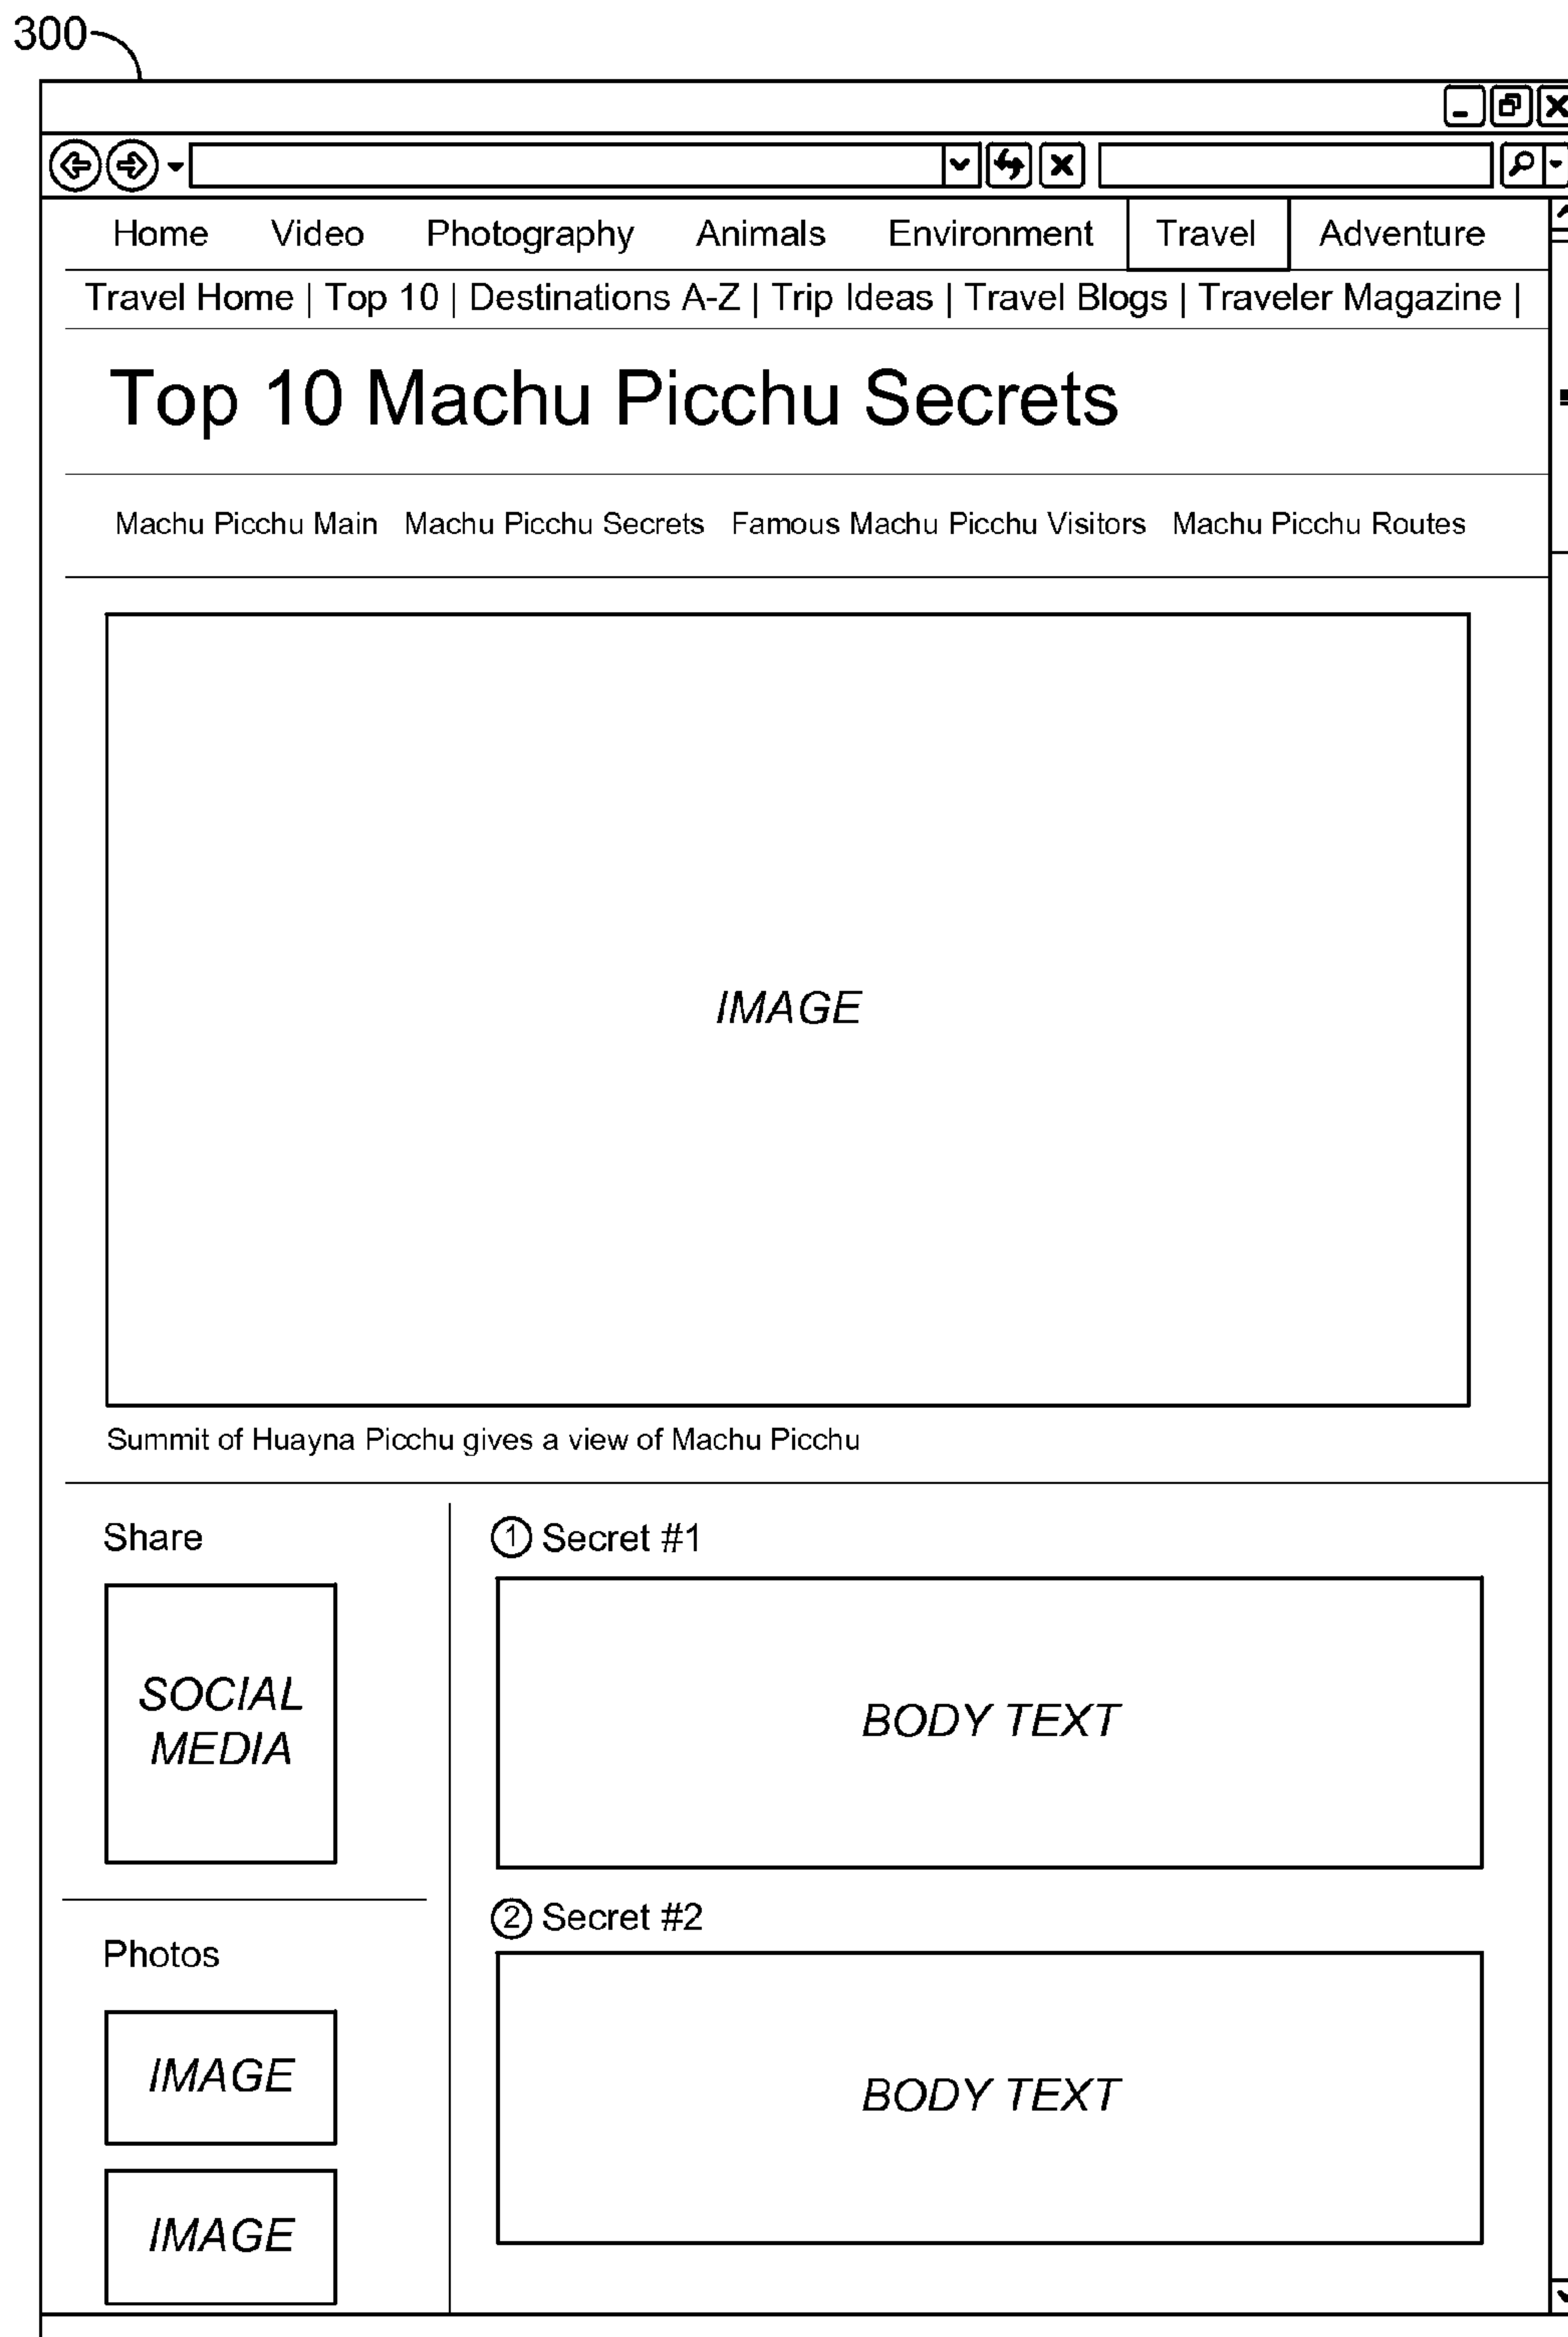 300
Home Video Photography Animals Environment Travel Adventure
Travel Home | Top 10 | Destinations A-Z | Trip Ideas | Travel Blogs | Traveler Magazine |
Top 10 Machu Picchu Secrets
Machu Picchu Main Machu Picchu Secrets Famous Machu Picchu Visitors Machu Picchu Routes
IMAGE
Summit of Huayna Picchu gives a view of Machu Picchu
Share
SOCIAL
MEDIA
Photos
IMAGE
IMAGE
1 Secret #1
BODY TEXT
2 Secret #2
BODY TEXT